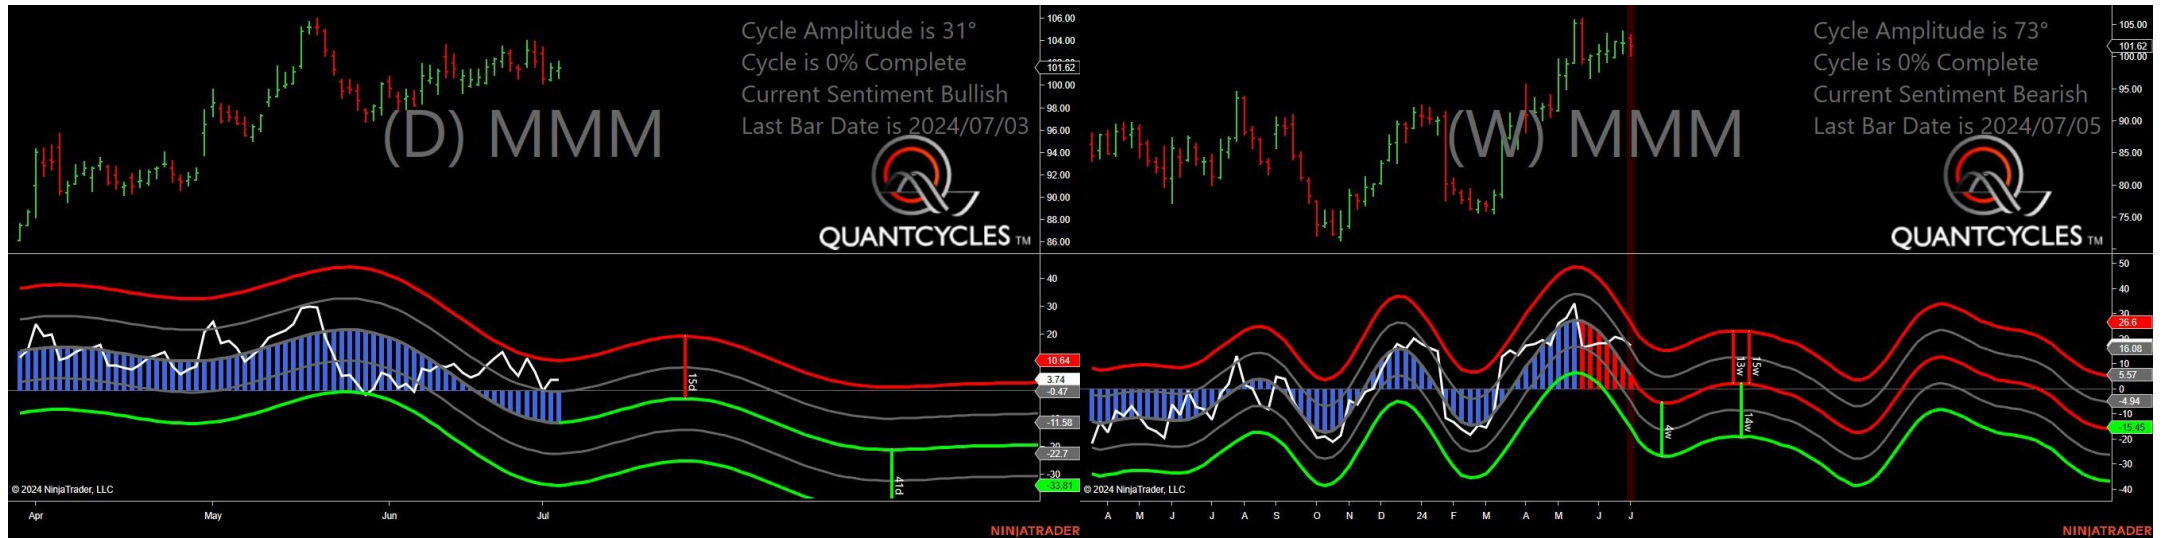 Cycle Amplitude is 31°
Cycle is 0% Complete
Current Sentiment Bullish
Last Bar Date is 2024/07/03
(D) MMM
QUANTCYCLES TM
106.00
104.00
101.62
100.00
98.00
96.00
94.00
92.00
90.00
88.00
86.00
40
30
20
10.64
3.74
-0.47
-11.58
-22.7
-30
-33.81
15d
41d
© 2024 NinjaTrader, LLC
Apr May Jun Jul
NINJATRADER
Cycle Amplitude is 73°
Cycle is 0% Complete
Current Sentiment Bearish
Last Bar Date is 2024/07/05
(W) MMM
QUANTCYCLES TM
105.00
101.62
95.00
90.00
85.00
80.00
75.00
50
40
30
26.6
16.08
10
5.57
0
-4.94
-10
-15.45
-20
-30
-40
4w
13w
15w
14w
© 2024 NinjaTrader, LLC
A M J J A S O N D 24 F M A M J J
NINJATRADER